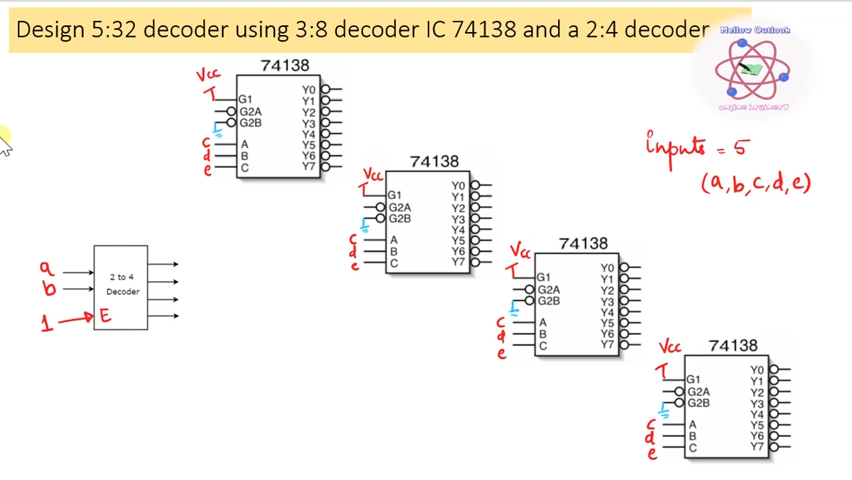 Design 5:32 decoder using 3:8 decoder IC 74138 and a 2:4 decoder
Mellow Outlook
inputs = 5
(a,b,c,d,e)
74138
Vcc
G1
G2A
G2B
c A
d B
e C
Y0
Y1
Y2
Y3
Y4
Y5
Y6
Y7
74138
Vcc
G1
G2A
G2B
c A
d B
e C
Y0
Y1
Y2
Y3
Y4
Y5
Y6
Y7
a
b
1 E
2 to 4
Decoder
74138
Vcc
G1
G2A
G2B
c A
d B
e C
Y0
Y1
Y2
Y3
Y4
Y5
Y6
Y7
74138
Vcc
G1
G2A
G2B
c A
d B
e C
Y0
Y1
Y2
Y3
Y4
Y5
Y6
Y7